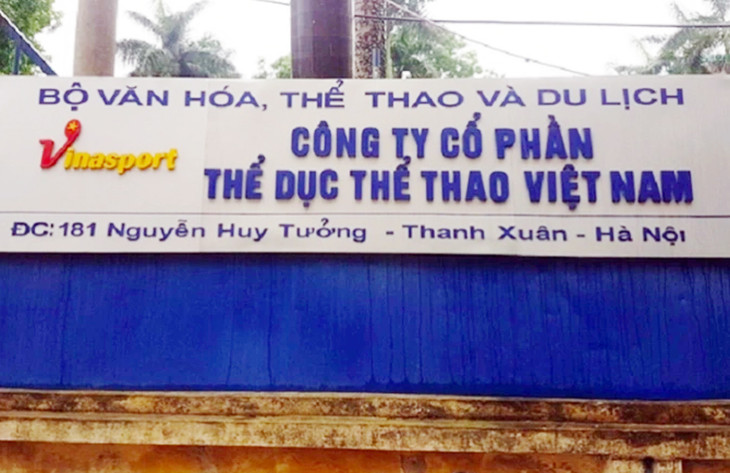 BỘ VĂN HÓA, THỂ THAO VÀ DU LỊCH
Vinasport
CÔNG TY CỔ PHẦN
THỂ DỤC THỂ THAO VIỆT NAM
ĐC: 181 Nguyễn Huy Tưởng - Thanh Xuân - Hà Nội